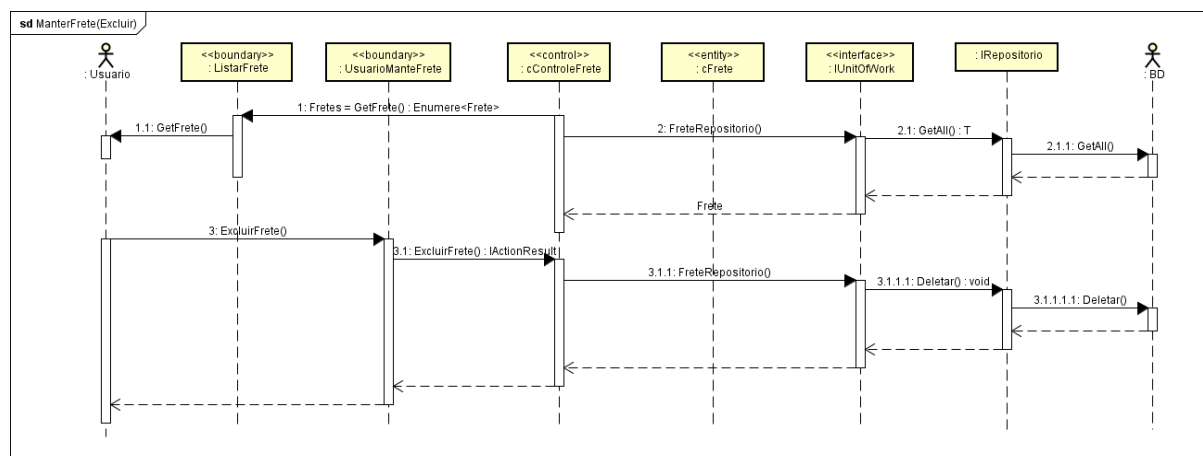 sd ManterFrete(Excluir)
: Usuario
<<boundary>>
: ListarFrete
<<boundary>>
: UsuarioManteFrete
<<control>>
: cControleFrete
<<entity>>
: cFrete
<<interface>>
: IUnitOfWork
: IRepositorio
: BD
1: Fretes = GetFrete() : Enumere<Frete>
1.1: GetFrete()
2: FreteRepositorio()
2.1: GetAll() : T
2.1.1: GetAll()
Frete
3: ExcluirFrete()
3.1: ExcluirFrete() : IActionResult
3.1.1: FreteRepositorio()
3.1.1.1: Deletar() : void
3.1.1.1.1: Deletar()